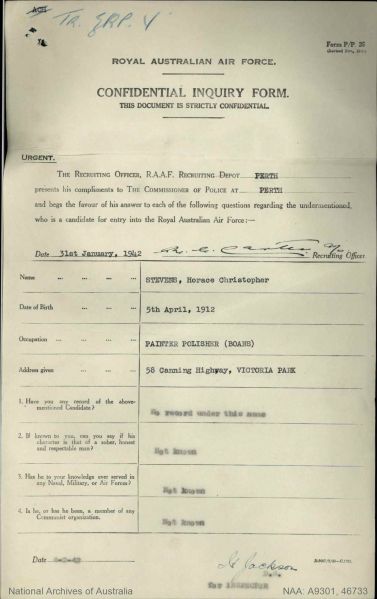 ACH
TR. GRP. V
Form P/P. 26
ROYAL AUSTRALIAN AIR FORCE.
CONFIDENTIAL INQUIRY FORM.
THIS DOCUMENT IS STRICTLY CONFIDENTIAL.
URGENT.
THE RECRUITING OFFICER, R.A.A.F. RECRUITING DEPOT PERTH
presents his compliments to THE COMMISSIONER OF POLICE AT PERTH
and begs the favour of his answer to each of the following questions regarding the undermentioned,
who is a candidate for entry into the Royal Australian Air Force:—
Date 31st January, 1942
Recruiting Officer.
Name ... ... ... STEVENS, Horace Christopher
Date of Birth ... ... 5th April, 1912
Occupation ... ... ... PAINTER POLISHER (BOANS)
Address given ... ... 58 Canning Highway, VICTORIA PARK
1. Have you any record of the above-
mentioned Candidate? No record under this name
2. If known to you, can you say if his
character is that of a sober, honest
and respectable man? Not known
3. Has he to your knowledge ever served in
any Naval, Military, or Air Forces? Not known
4. Is he, or has he been, a member of any
Communist organization. Not known
Date
Jackson
for INSPECTOR
National Archives of Australia
NAA: A9301, 46733